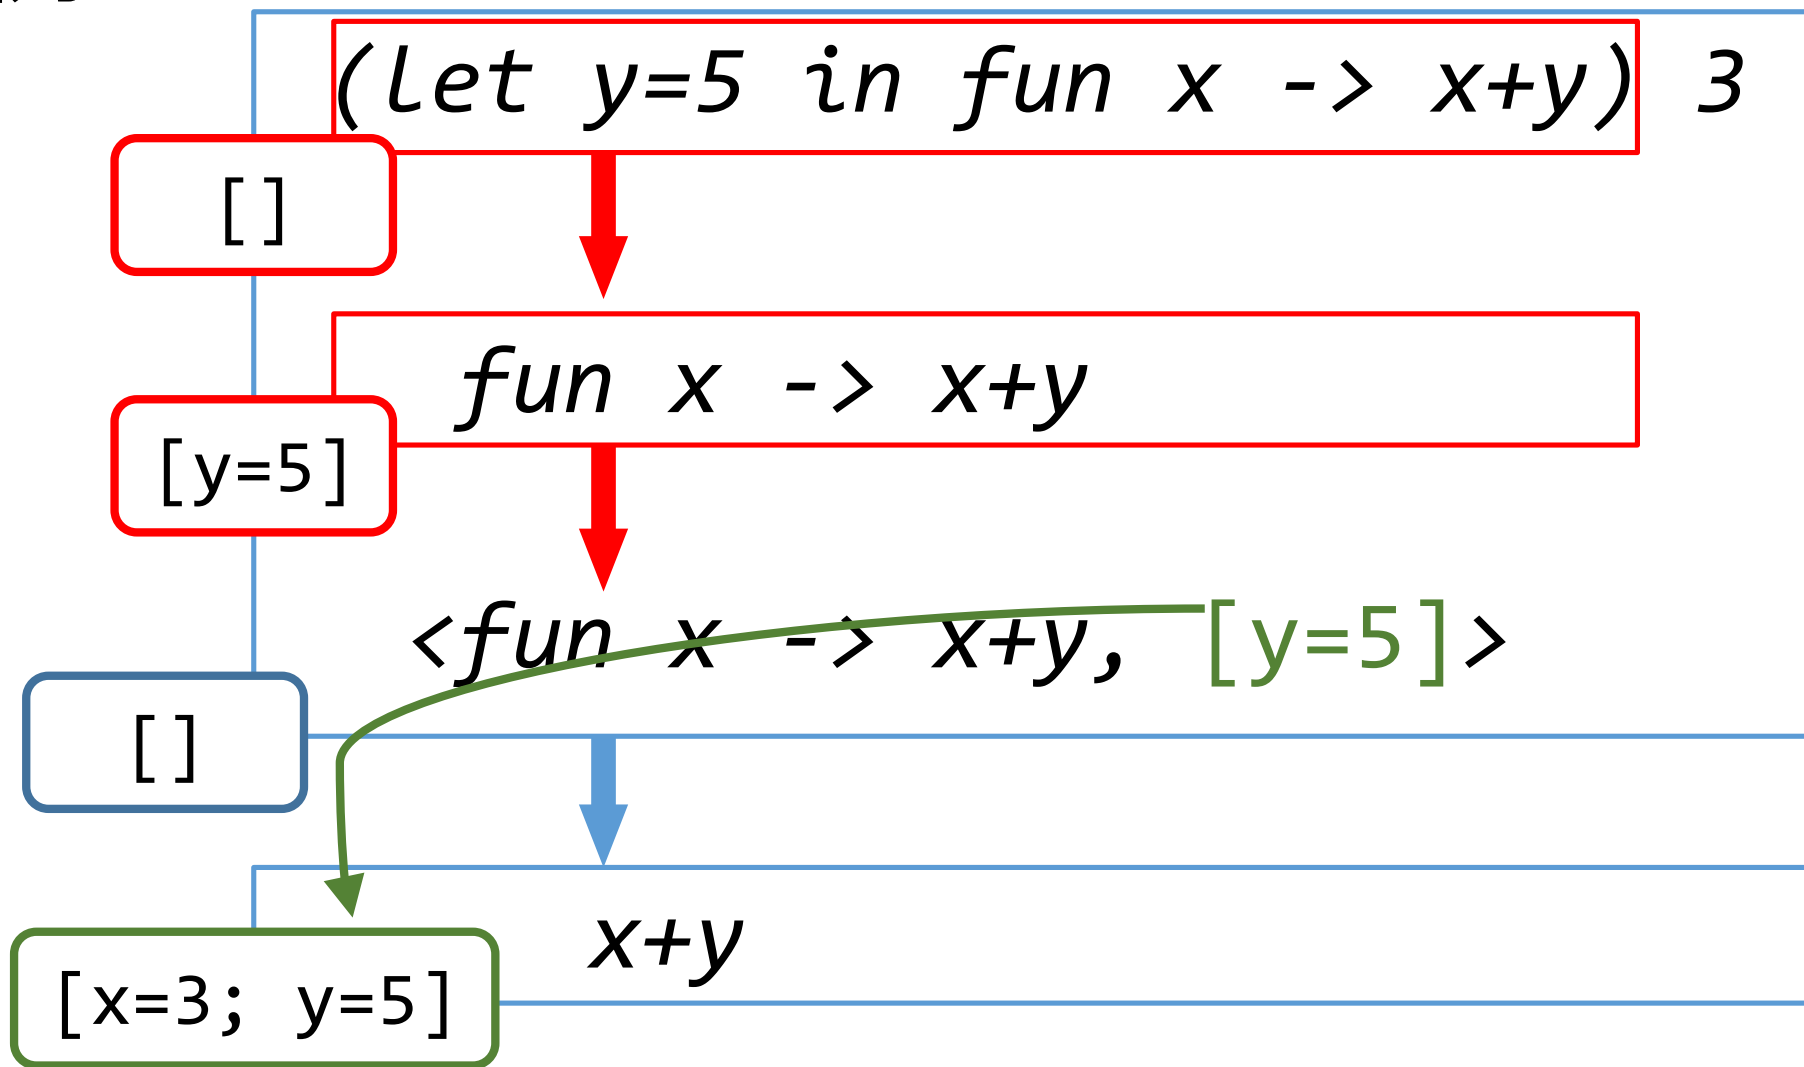 (let y=5 in fun x -> x+y) 3
[]
fun x -> x+y
[y=5]
<fun x -> x+y, [y=5]>
[]
x+y
[x=3; y=5]